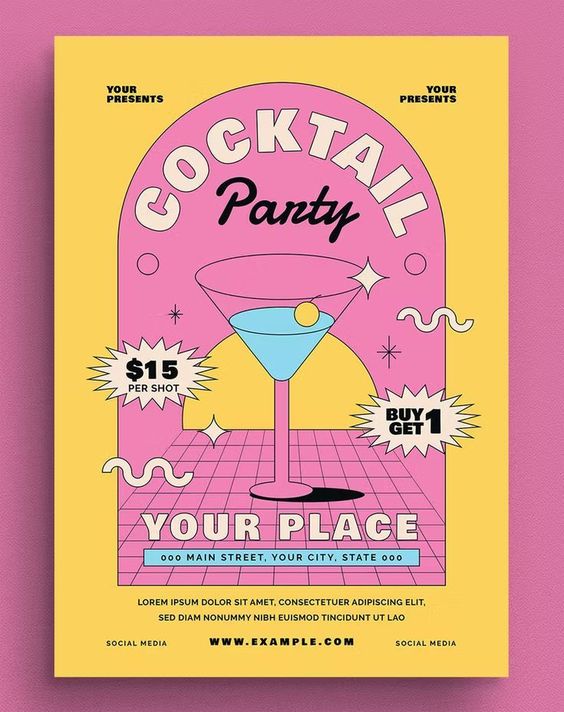 YOUR
PRESENTS
YOUR
PRESENTS
COCKTAIL
Party
$15
PER SHOT
BUY
GET 1
YOUR PLACE
000 MAIN STREET, YOUR CITY, STATE 000
LOREM IPSUM DOLOR SIT AMET, CONSECTETUER ADIPISCING ELIT,
SED DIAM NONUMMY NIBH EUISMOD TINCIDUNT UT LAO
SOCIAL MEDIA
WWW.EXAMPLE.COM
SOCIAL MEDIA